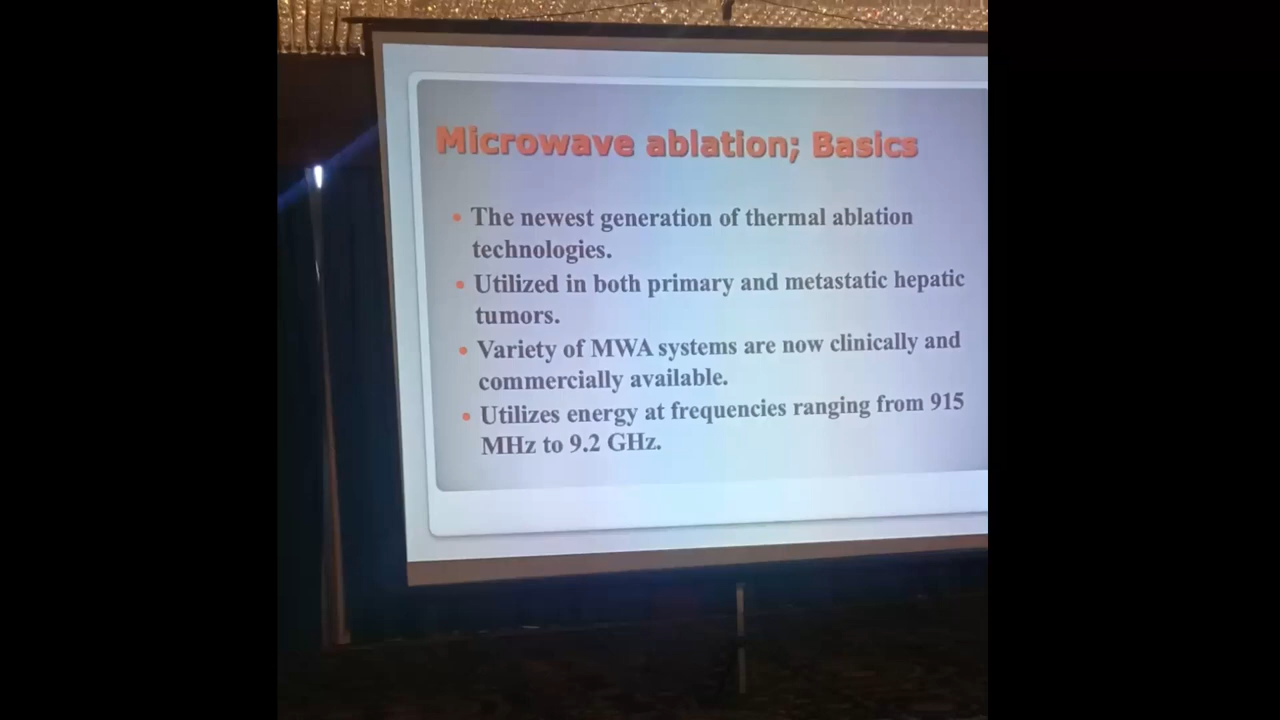 Microwave ablation; Basics
• The newest generation of thermal ablation
technologies.
• Utilized in both primary and metastatic hepatic
tumors.
• Variety of MWA systems are now clinically and
commercially available.
• Utilizes energy at frequencies ranging from 915
MHz to 9.2 GHz.